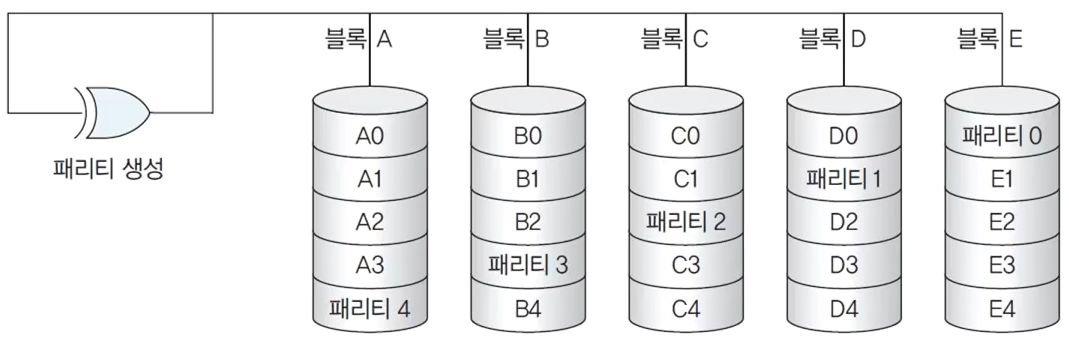 블록 A 블록 B 블록 C 블록 D 블록 E
패리티 생성
A0 B0 C0 D0 패리티 0
A1 B1 C1 패리티 1 E1
A2 B2 패리티 2 D2 E2
A3 패리티 3 C3 D3 E3
패리티 4 B4 C4 D4 E4